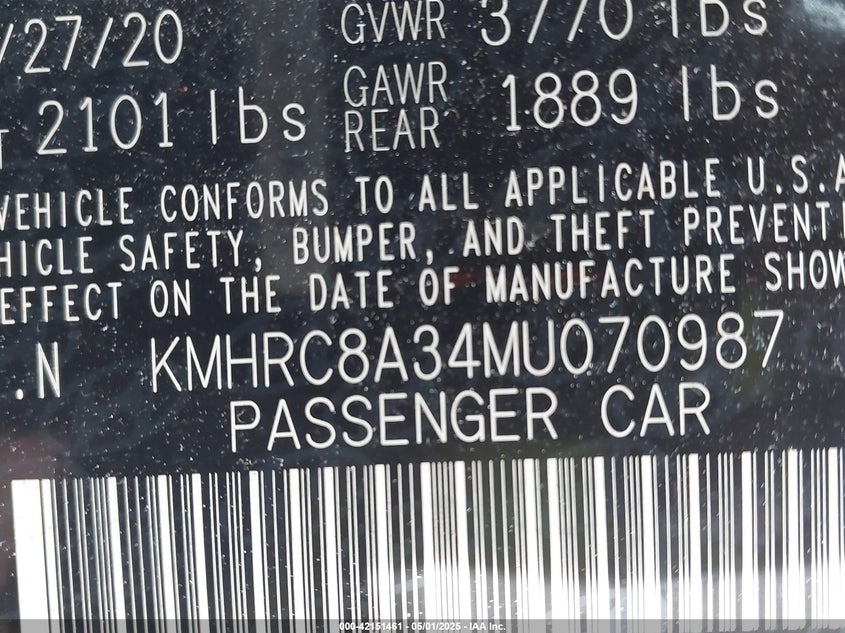 /27/20 GVWR 3770 lbs
2101 lbs GAWR REAR 1889 lbs
VEHICLE CONFORMS TO ALL APPLICABLE U.S.A
HICLE SAFETY, BUMPER, AND THEFT PREVENTI
EFFECT ON THE DATE OF MANUFACTURE SHOW
.N KMHRC8A34MU070987
PASSENGER CAR
000-42151461 - 05/01/2025 - IAA Inc.